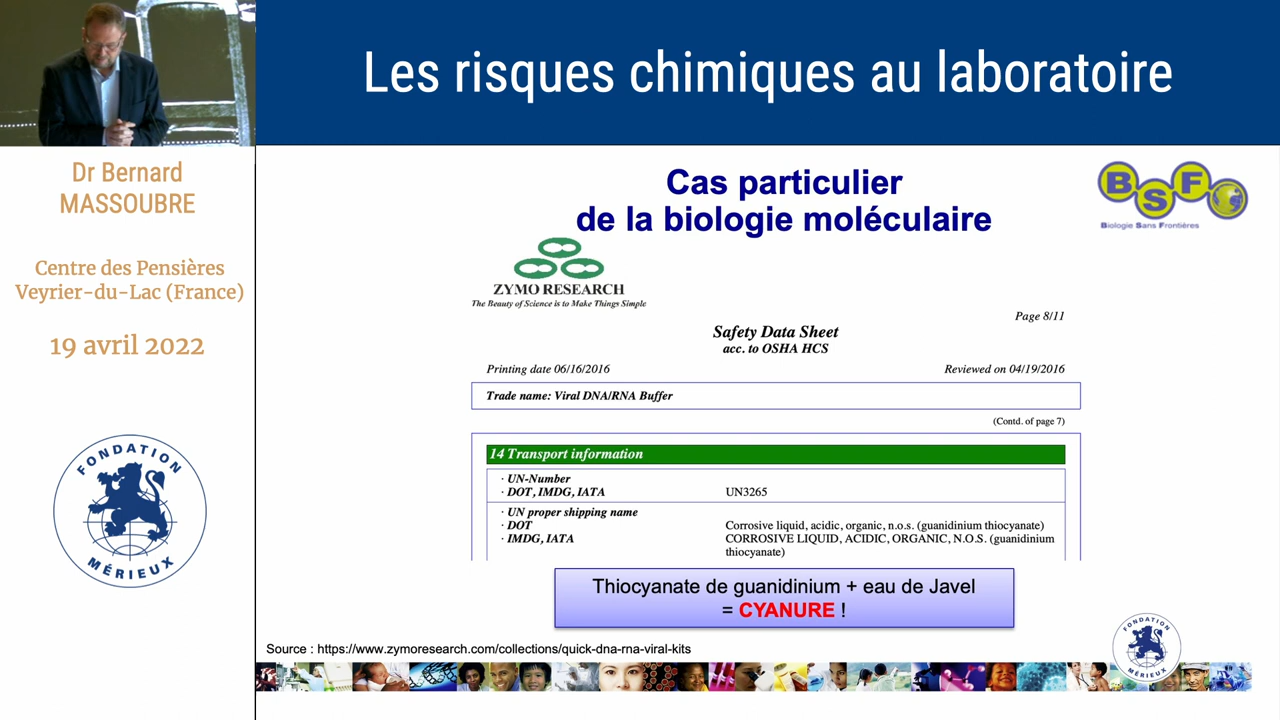 Les risques chimiques au laboratoire
Dr Bernard
MASSOUBRE
Centre des Pensières
Veyrier-du-Lac (France)
19 avril 2022
FONDATION
MÉRIEUX
Cas particulier
de la biologie moléculaire
BSF
Biologie Sans Frontières
ZYMO RESEARCH
The Beauty of Science is to Make Things Simple
Page 8/11
Safety Data Sheet
acc. to OSHA HCS
Printing date 06/16/2016 Reviewed on 04/19/2016
Trade name: Viral DNA/RNA Buffer
(Contd. of page 7)
14 Transport information
· UN-Number
· DOT, IMDG, IATA UN3265
· UN proper shipping name
· DOT Corrosive liquid, acidic, organic, n.o.s. (guanidinium thiocyanate)
· IMDG, IATA CORROSIVE LIQUID, ACIDIC, ORGANIC, N.O.S. (guanidinium
thiocyanate)
Thiocyanate de guanidinium + eau de Javel
= CYANURE !
Source : https://www.zymoresearch.com/collections/quick-dna-rna-viral-kits
FONDATION
MÉRIEUX